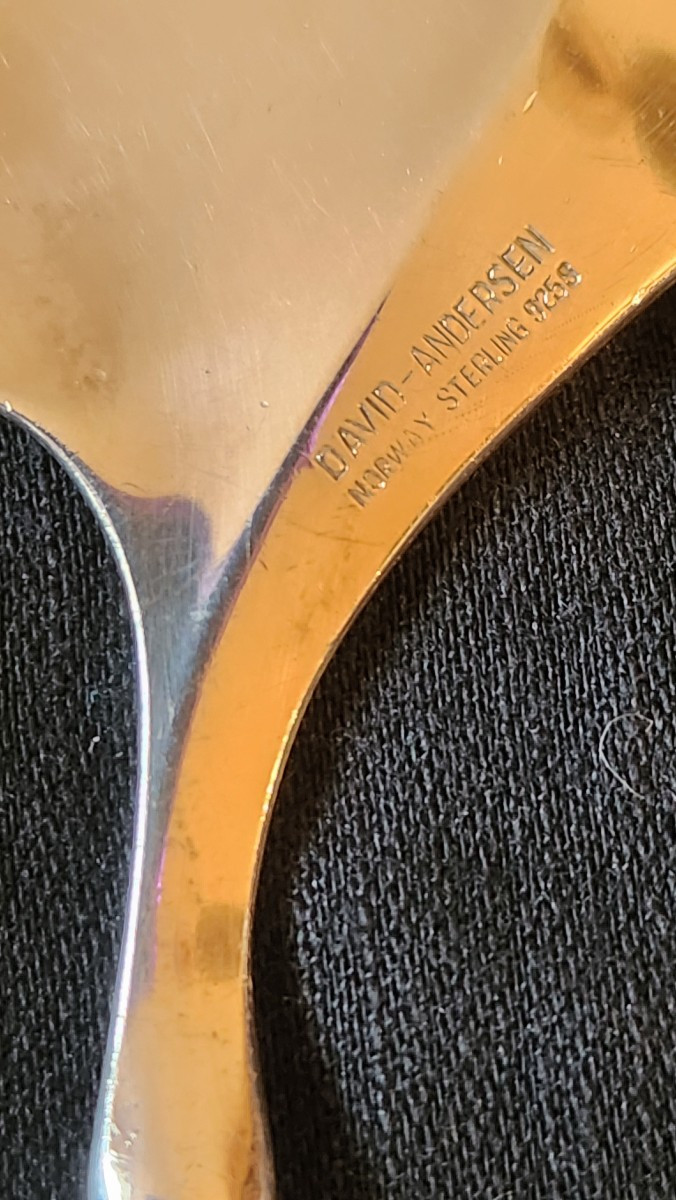 DAVID-ANDERSEN
NORWAY STERLING 925S